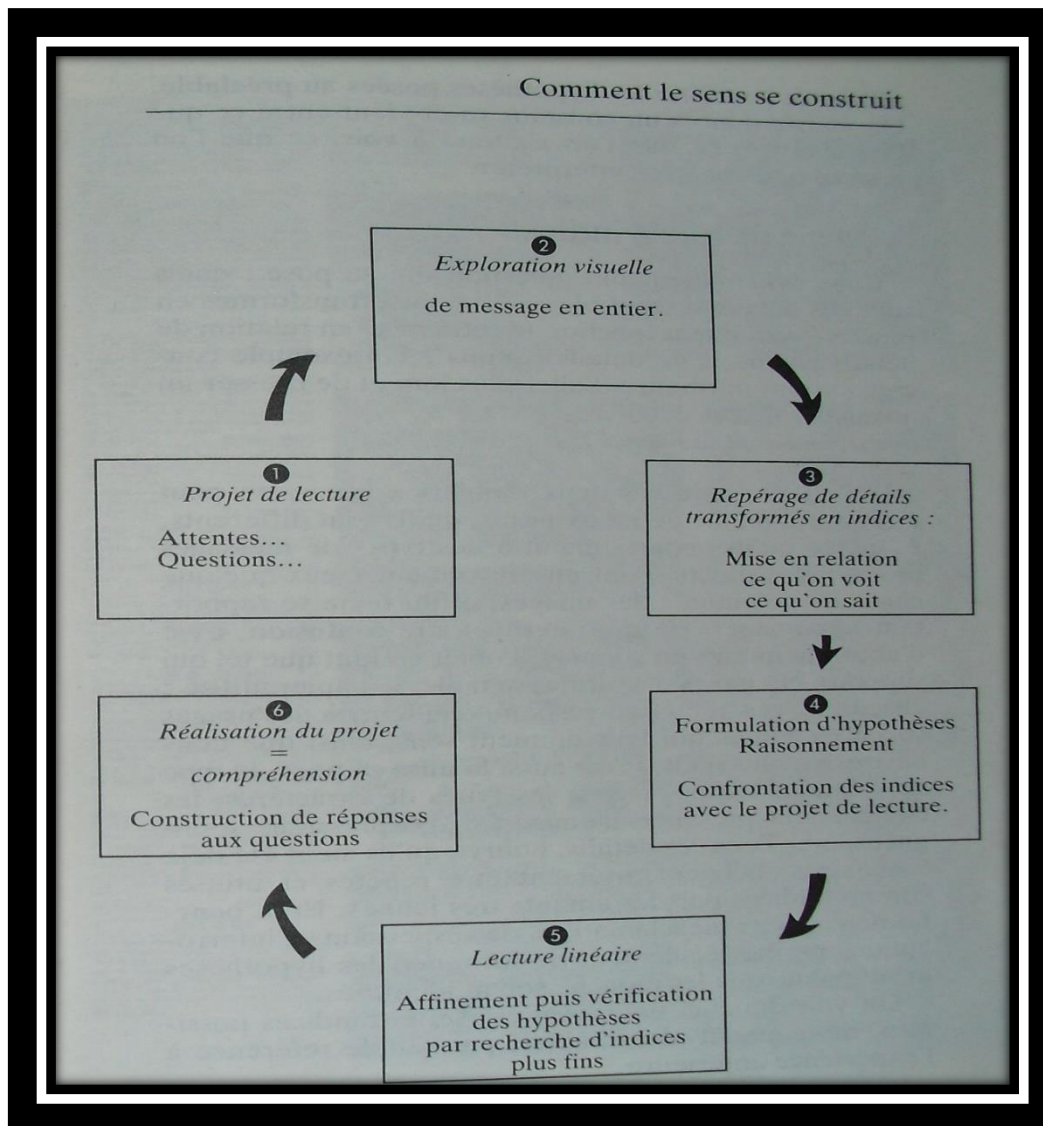 Comment le sens se construit
1
Projet de lecture
Attentes...
Questions...
2
Exploration visuelle
de message en entier.
3
Repérage de détails
transformés en indices :
Mise en relation
ce qu'on voit
ce qu'on sait
4
Formulation d'hypothèses
Raisonnement
Confrontation des indices
avec le projet de lecture.
5
Lecture linéaire
Affinement puis vérification
des hypothèses
par recherche d'indices
plus fins
6
Réalisation du projet
=
compréhension
Construction de réponses
aux questions